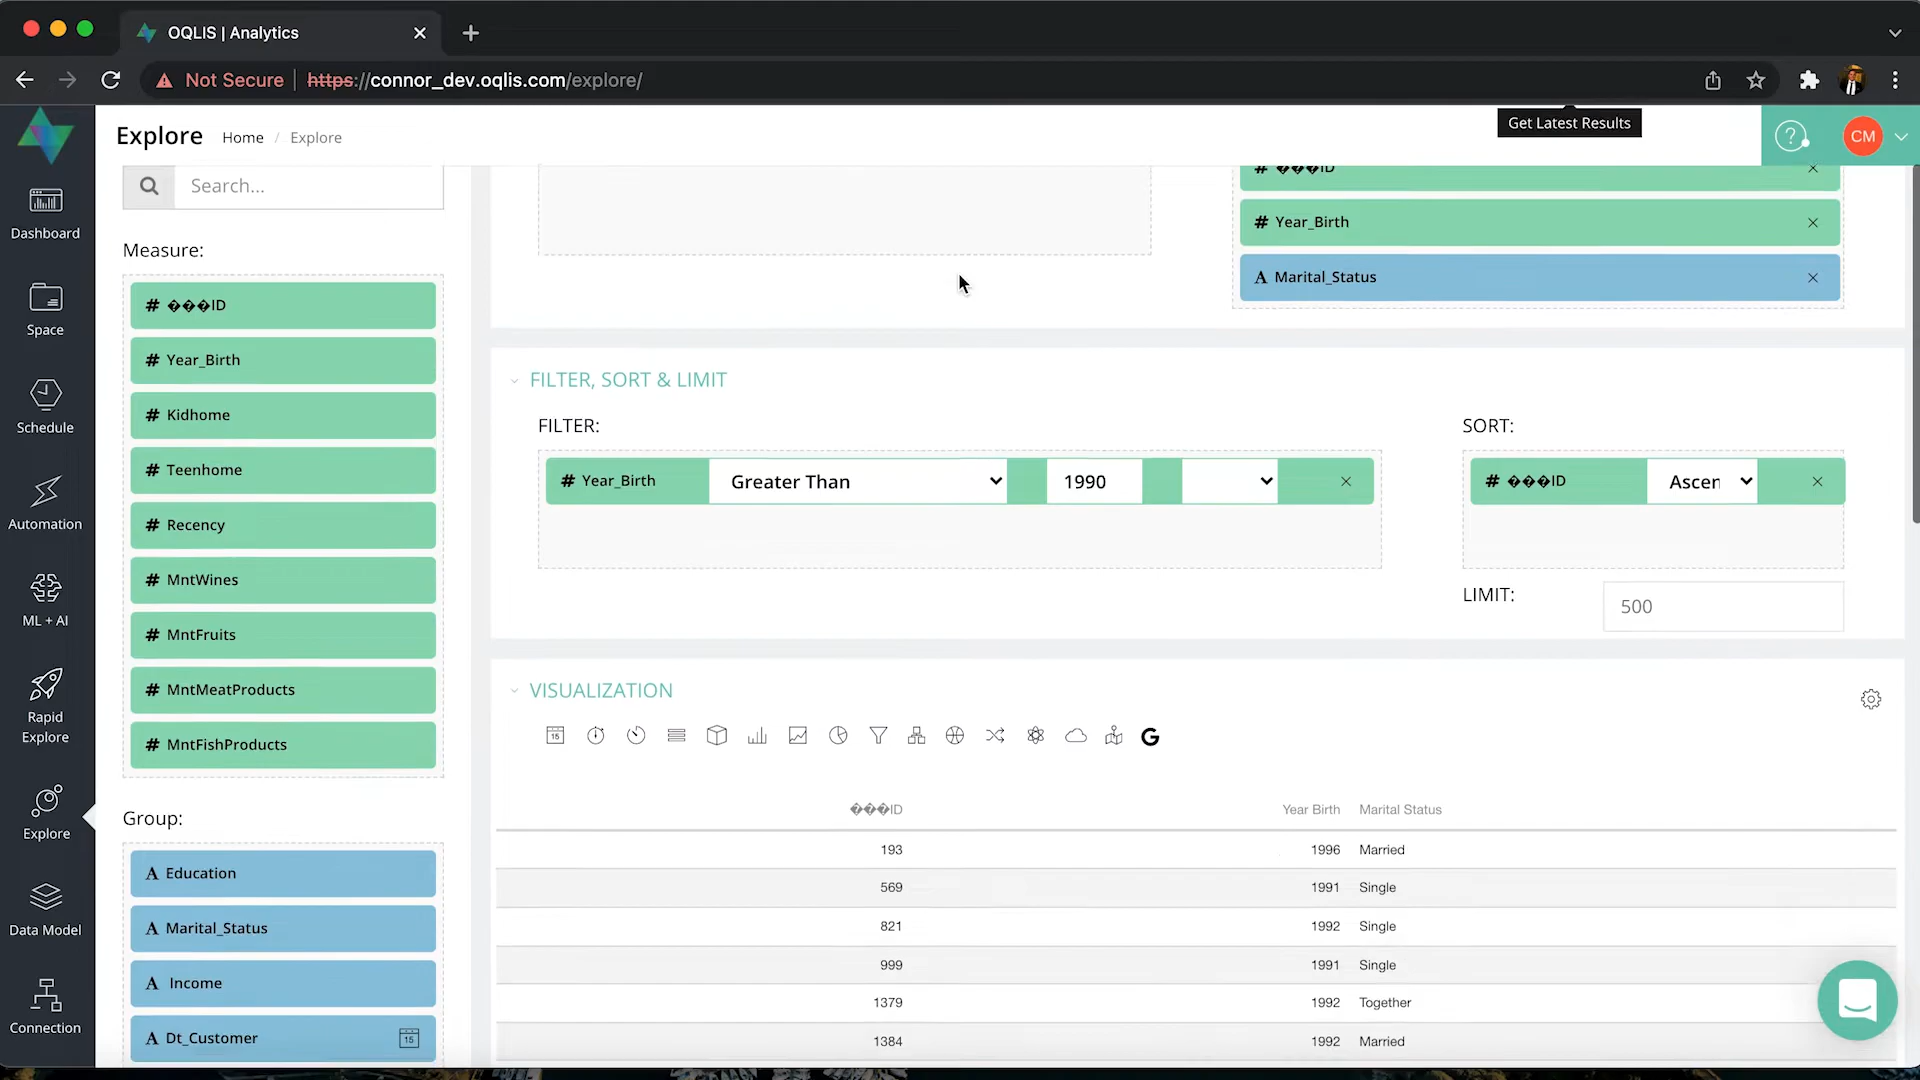 OQLIS | Analytics
Not Secure
https://connor_dev.oqlis.com/explore/
Explore
Home / Explore
Get Latest Results
?
CM
Dashboard
Space
Schedule
Automation
ML + AI
Rapid
Explore
Explore
Data Model
Connection
Search...
Measure:
# ���ID
# Year_Birth
# Kidhome
# Teenhome
# Recency
# MntWines
# MntFruits
# MntMeatProducts
# MntFishProducts
Group:
A Education
A Marital_Status
A Income
A Dt_Customer
15
# ���ID
# Year_Birth
A Marital_Status
FILTER, SORT & LIMIT
FILTER:
# Year_Birth Greater Than 1990
SORT:
# ���ID Ascen
LIMIT: 500
VISUALIZATION
15
G
���ID Year Birth Marital Status
193 1996 Married
569 1991 Single
821 1992 Single
999 1991 Single
1379 1992 Together
1384 1992 Married